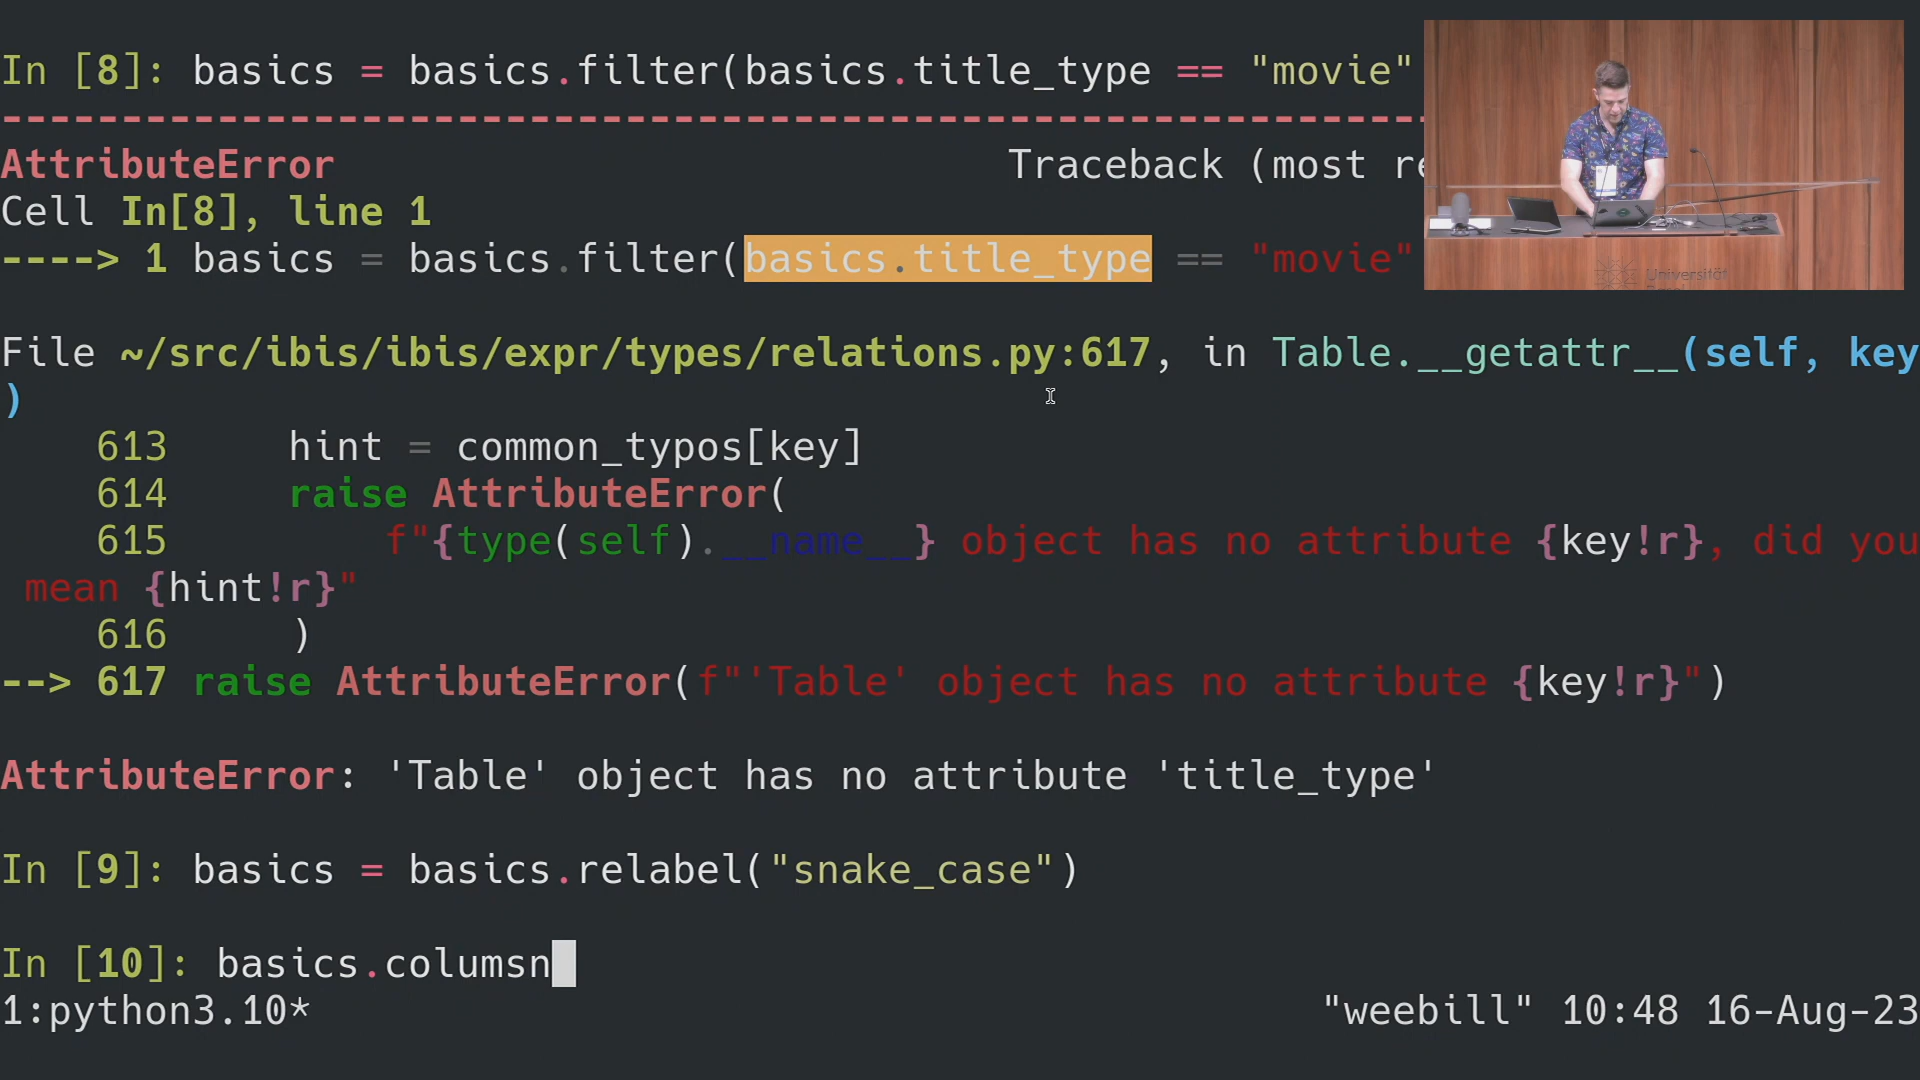 In [8]: basics = basics.filter(basics.title_type == "movie"
AttributeError Traceback (most re
Cell In[8], line 1
----> 1 basics = basics.filter(basics.title_type == "movie"
Universität
File ~/src/ibis/ibis/expr/types/relations.py:617, in Table.__getattr__(self, key
)
613 hint = common_typos[key]
614 raise AttributeError(
615 f"{type(self).__name__} object has no attribute {key!r}, did you
mean {hint!r}"
616 )
--> 617 raise AttributeError(f"'Table' object has no attribute {key!r}")
AttributeError: 'Table' object has no attribute 'title_type'
In [9]: basics = basics.relabel("snake_case")
In [10]: basics.columsn
1:python3.10* "weebill" 10:48 16-Aug-23